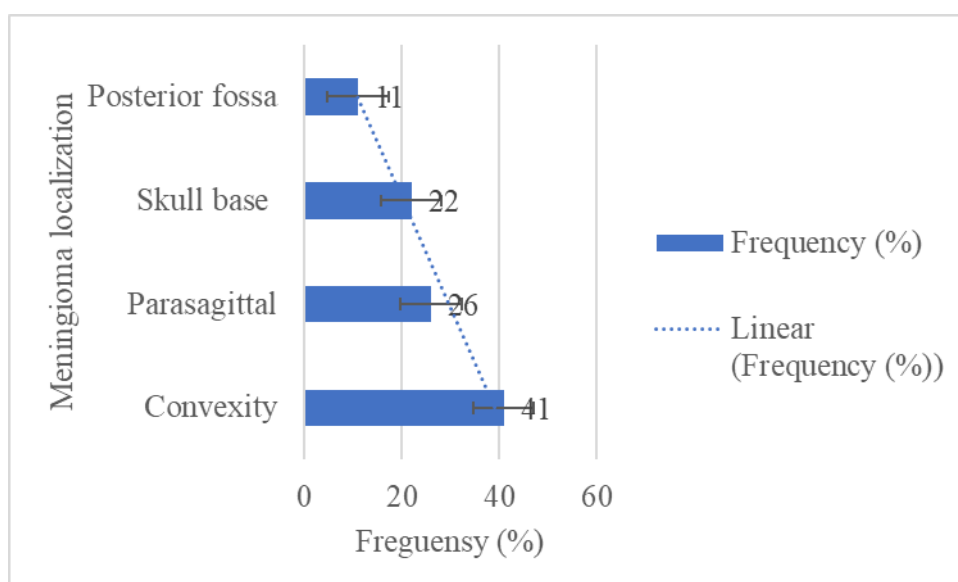 Meningioma localization
Posterior fossa
11
Skull base
22
Parasagittal
26
Convexity
41
0 20 40 60
Freguensy (%)
Frequency (%)
Linear
(Frequency (%))